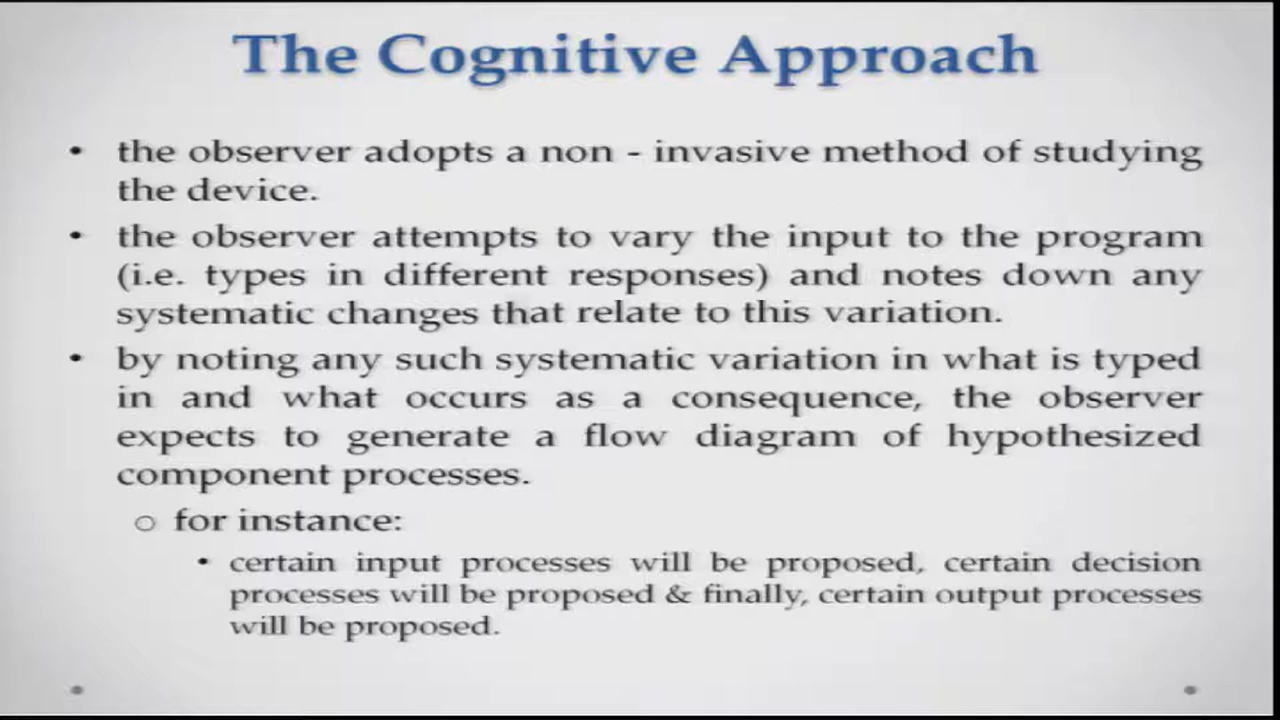 The Cognitive Approach
• the observer adopts a non - invasive method of studying
the device.
• the observer attempts to vary the input to the program
(i.e. types in different responses) and notes down any
systematic changes that relate to this variation.
• by noting any such systematic variation in what is typed
in and what occurs as a consequence, the observer
expects to generate a flow diagram of hypothesized
component processes.
o for instance:
• certain input processes will be proposed, certain decision
processes will be proposed & finally, certain output processes
will be proposed.